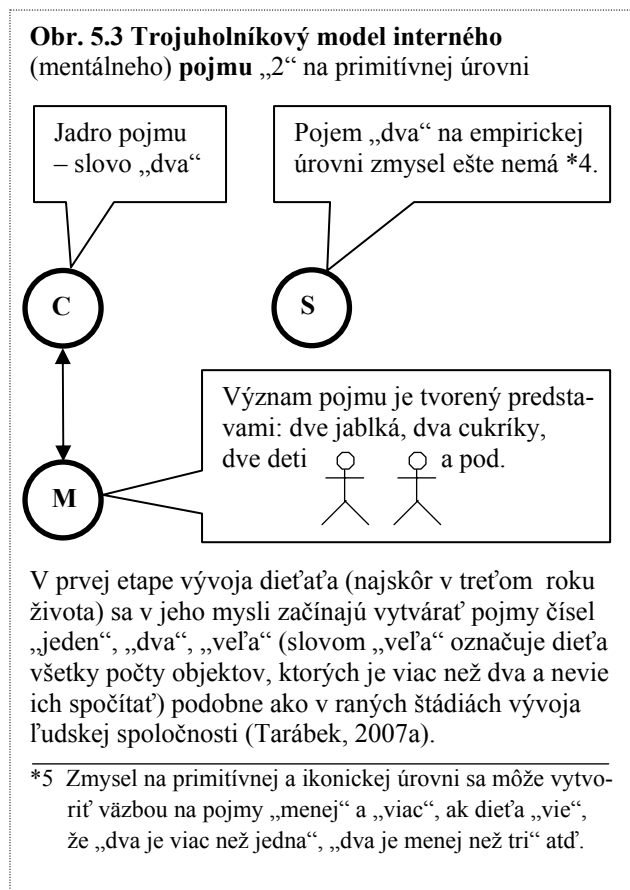 Obr. 5.3 Trojuholníkový model interného
(mentálneho) pojmu „2“ na primitívnej úrovni
Jadro pojmu
– slovo „dva“
Pojem „dva“ na empirickej
úrovni zmysel ešte nemá *4.
C
S
Význam pojmu je tvorený predsta-
vami: dve jablká, dva cukríky,
dve deti a pod.
M
V prvej etape vývoja dieťaťa (najskôr v treťom roku
života) sa v jeho mysli začínajú vytvárať pojmy čísel
„jeden“, „dva“, „veľa“ (slovom „veľa“ označuje dieťa
všetky počty objektov, ktorých je viac než dva a nevie
ich spočítať) podobne ako v raných štádiách vývoja
ľudskej spoločnosti (Tarábek, 2007a).
*5 Zmysel na primitívnej a ikonickej úrovni sa môže vytvo-
riť väzbou na pojmy „menej“ a „viac“, ak dieťa „vie“,
že „dva je viac než jedna“, „dva je menej než tri“ atď.